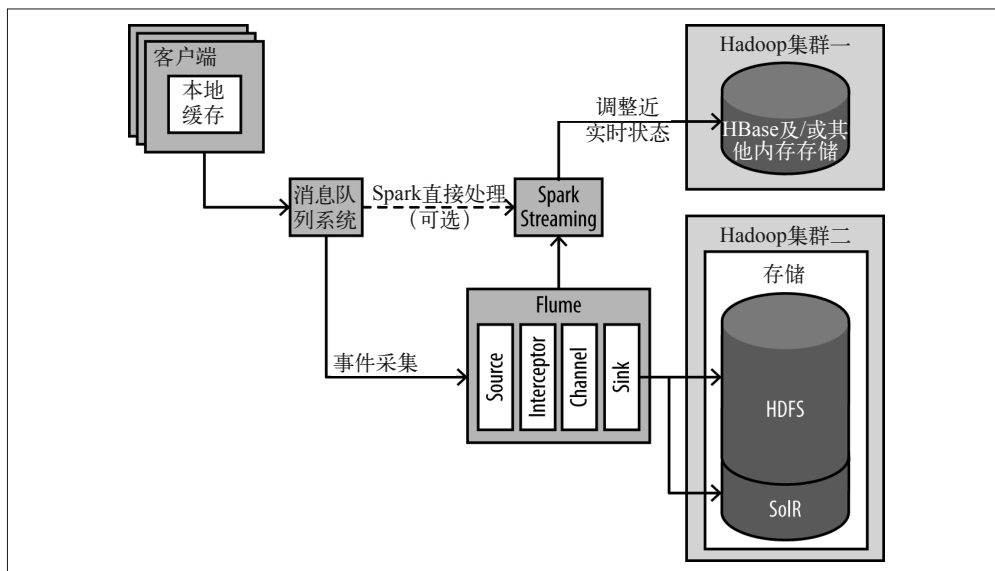 客户端
本地
缓存
Hadoop集群一
HBase及/或其
他内存存储
调整近
实时状态
消息队
列系统
Spark直接处理
（可选）
Spark
Streaming
Hadoop集群二
存储
HDFS
SolR
Flume
Source
Interceptor
Channel
Sink
事件采集